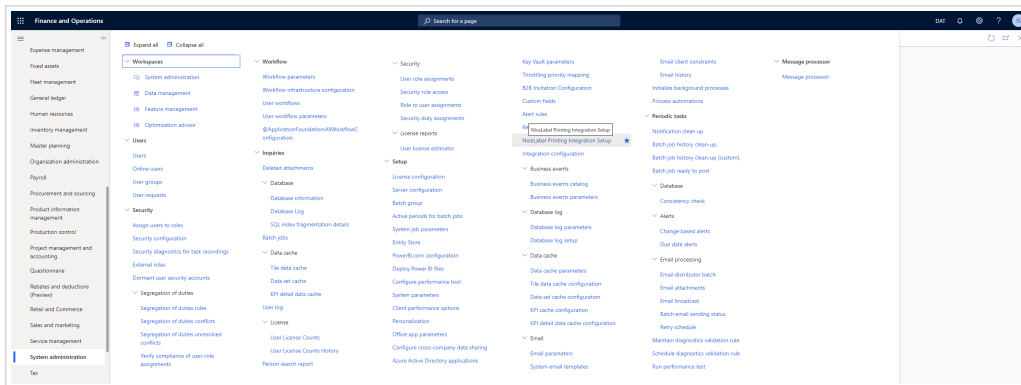 Finance and Operations
Search for a page
DAT
?
Expand all
Collapse all
Expense management
Fixed assets
Fleet management
General ledger
Human resources
Inventory management
Master planning
Organization administration
Payroll
Procurement and sourcing
Product information
management
Production control
Project management and
accounting
Questionnaire
Rebates and deductions
(Preview)
Retail and Commerce
Sales and marketing
Service management
System administration
Tax
Workspaces
System administration
Data management
Feature management
Optimization advisor
Users
Users
Online users
User groups
User requests
Security
Assign users to roles
Security configuration
Security diagnostics for task recordings
External roles
Dormant user security accounts
Segregation of duties
Segregation of duties rules
Segregation of duties conflicts
Segregation of duties unresolved
conflicts
Verify compliance of user-role
assignments
Workflow
Workflow parameters
Workflow infrastructure configuration
User workflows
User workflow parameters
@ApplicationFoundation/AllWorkflowC
onfiguration
Inquiries
Deleted attachments
Database
Database information
Database Log
SQL index fragmentation details
Batch jobs
Data cache
Tile data cache
Data set cache
KPI detail data cache
User log
License
User License Counts
User License Counts History
Person search report
Security
User role assignments
Security role access
Role to user assignments
Security duty assignments
License reports
User license estimator
Setup
License configuration
Server configuration
Batch group
Active periods for batch jobs
System job parameters
Entity Store
PowerBI.com configuration
Deploy Power BI files
Configure performance tool
System parameters
Client performance options
Personalization
Office app parameters
Configure cross-company data sharing
Azure Active Directory applications
Key Vault parameters
Throttling priority mapping
B2B Invitation Configuration
Custom fields
Alert rules
NiceLabel Printing Integration Setup
NiceLabel Printing Integration Setup
Integration configuration
Business events
Business events catalog
Business events parameters
Database log
Database log parameters
Database log setup
Data cache
Data cache parameters
Tile data cache configuration
Data set cache configuration
KPI cache configuration
KPI detail data cache configuration
Email
Email parameters
System email templates
Email client constraints
Email history
Initialize background processes
Process automations
Periodic tasks
Notification clean up
Batch job history clean-up
Batch job history clean-up (custom)
Batch job ready to post
Database
Consistency check
Alerts
Change based alerts
Due date alerts
Email processing
Email distributor batch
Email attachments
Email broadcast
Batch email sending status
Retry schedule
Maintain diagnostics validation rule
Schedule diagnostics validation rule
Run performance test
Message processor
Message processor